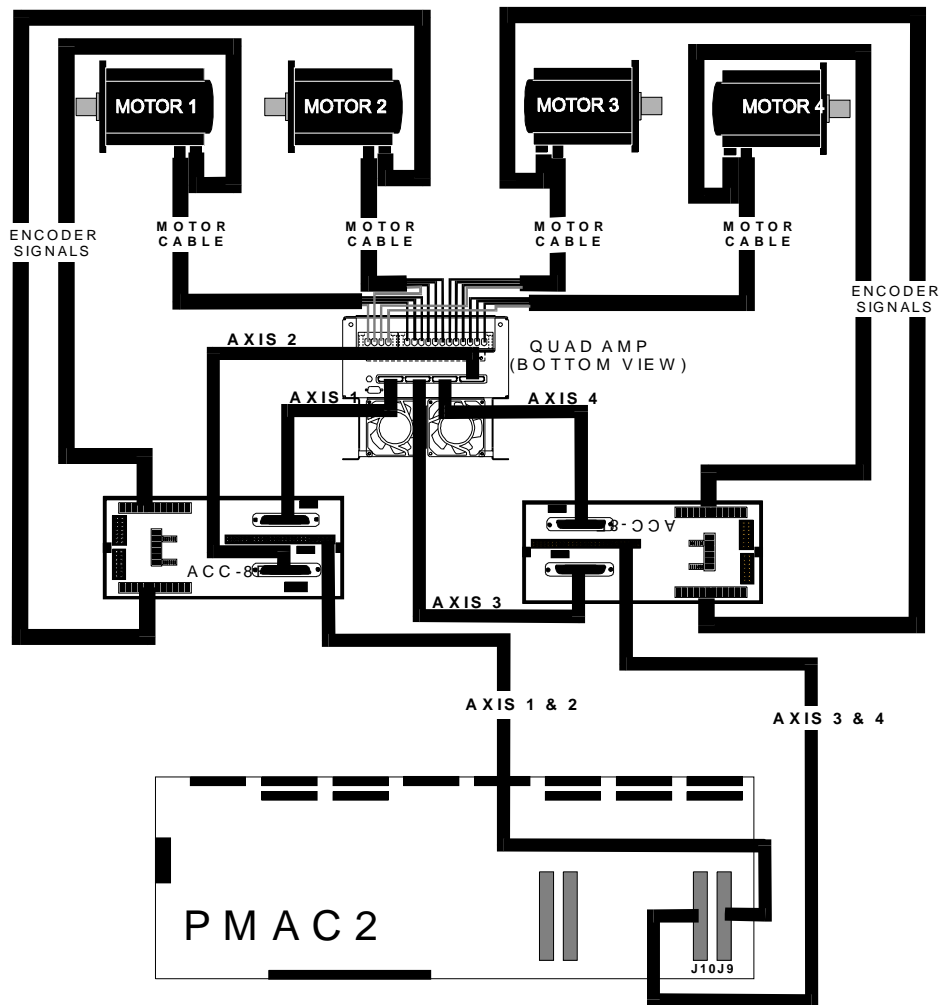 MOTOR 1
MOTOR 2
MOTOR 3
MOTOR 4
ENCODER
SIGNALS
MOTOR
CABLE
MOTOR
CABLE
MOTOR
CABLE
MOTOR
CABLE
ENCODER
SIGNALS
AXIS 2
QUAD AMP
(BOTTOM VIEW)
AXIS 1
AXIS 4
ACC-8
ACC-8
AXIS 3
AXIS 1 & 2
AXIS 3 & 4
PMAC2
J10J9